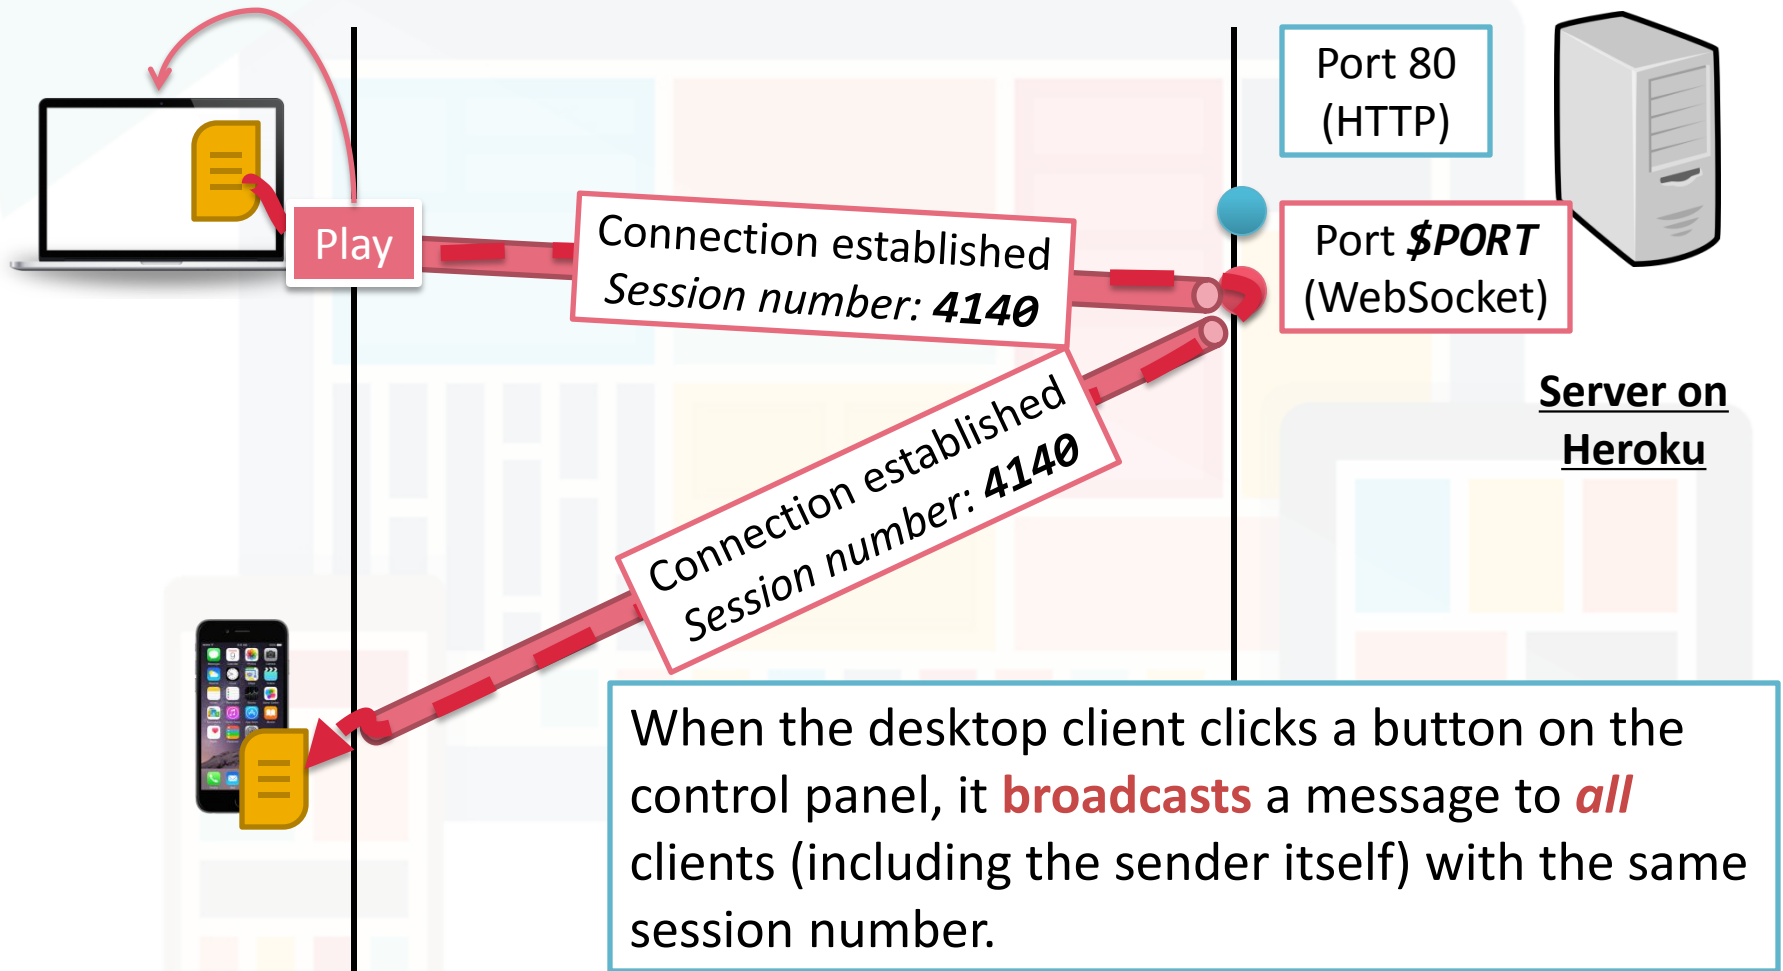 Port 80
(HTTP)
Play
Connection established
Session number: 4140
Port $PORT
(WebSocket)
Server on
Heroku
Connection established
Session number: 4140
When the desktop client clicks a button on the
control panel, it broadcasts a message to all
clients (including the sender itself) with the same
session number.